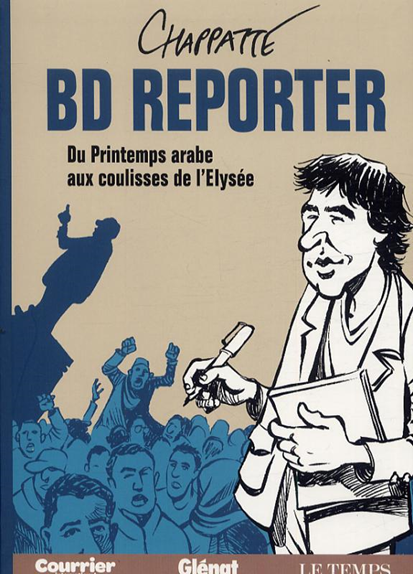 CHAPPATTE
BD REPORTER
Du Printemps arabe
aux coulisses de l'Elysée
Courrier Glénat LE TEMPS